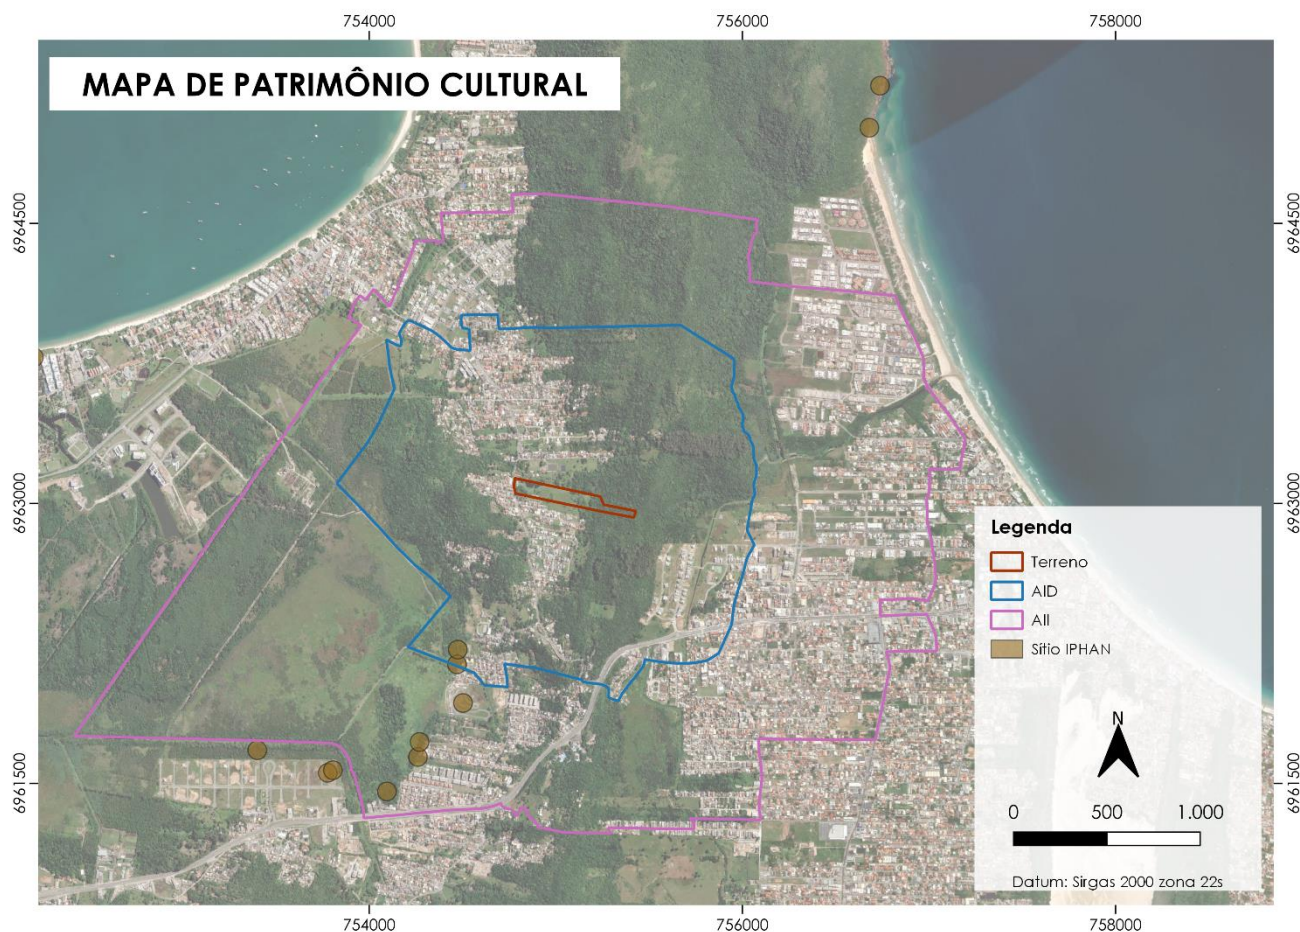 754000
756000
758000
MAPA DE PATRIMÔNIO CULTURAL
6964500
6964500
6963000
6963000
Legenda
Terreno
AID
AII
Sítio IPHAN
N
6961500
6961500
0
500
1.000
Datum: Sirgas 2000 zona 22s
754000
756000
758000